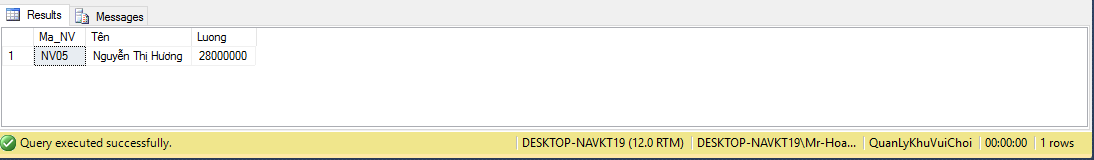 Results Messages
Ma_NV Tên Luong
1 NV05 Nguyễn Thị Hương 28000000
Query executed successfully. DESKTOP-NAVKT19 (12.0 RTM) DESKTOP-NAVKT19\Mr-Hoa... QuanLyKhuVuiChoi 00:00:00 1 rows